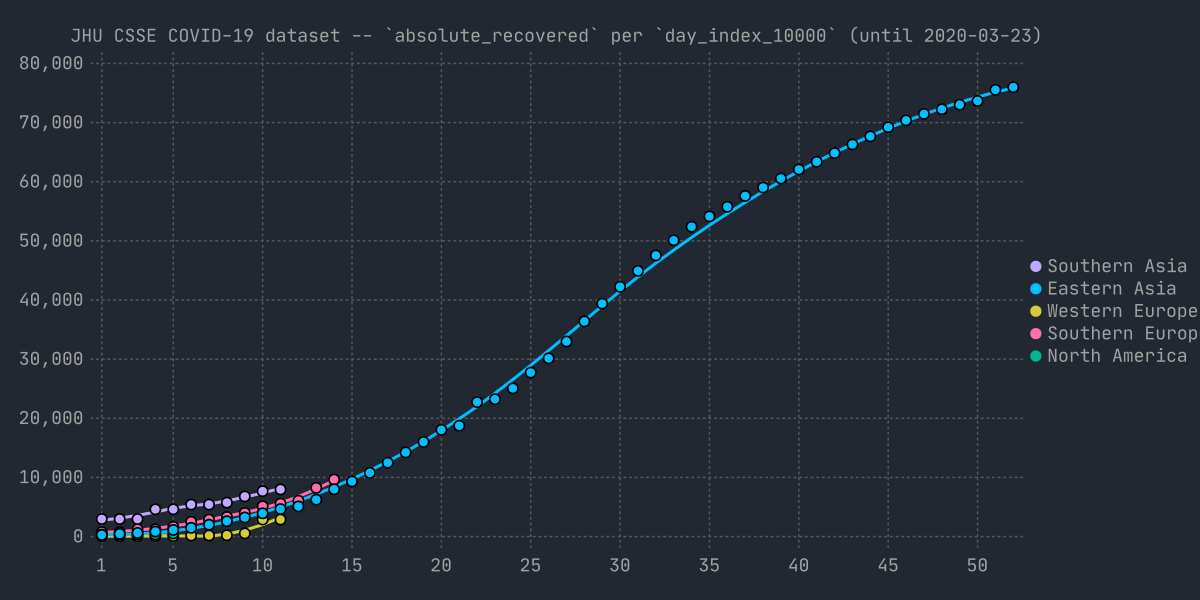 JHU CSSE COVID-19 dataset -- `absolute_recovered` per `day_index_10000` (until 2020-03-23)
80,000
70,000
60,000
50,000
40,000
30,000
20,000
10,000
0
1 5 10 15 20 25 30 35 40 45 50
Southern Asia
Eastern Asia
Western Europe
Southern Europ
North America